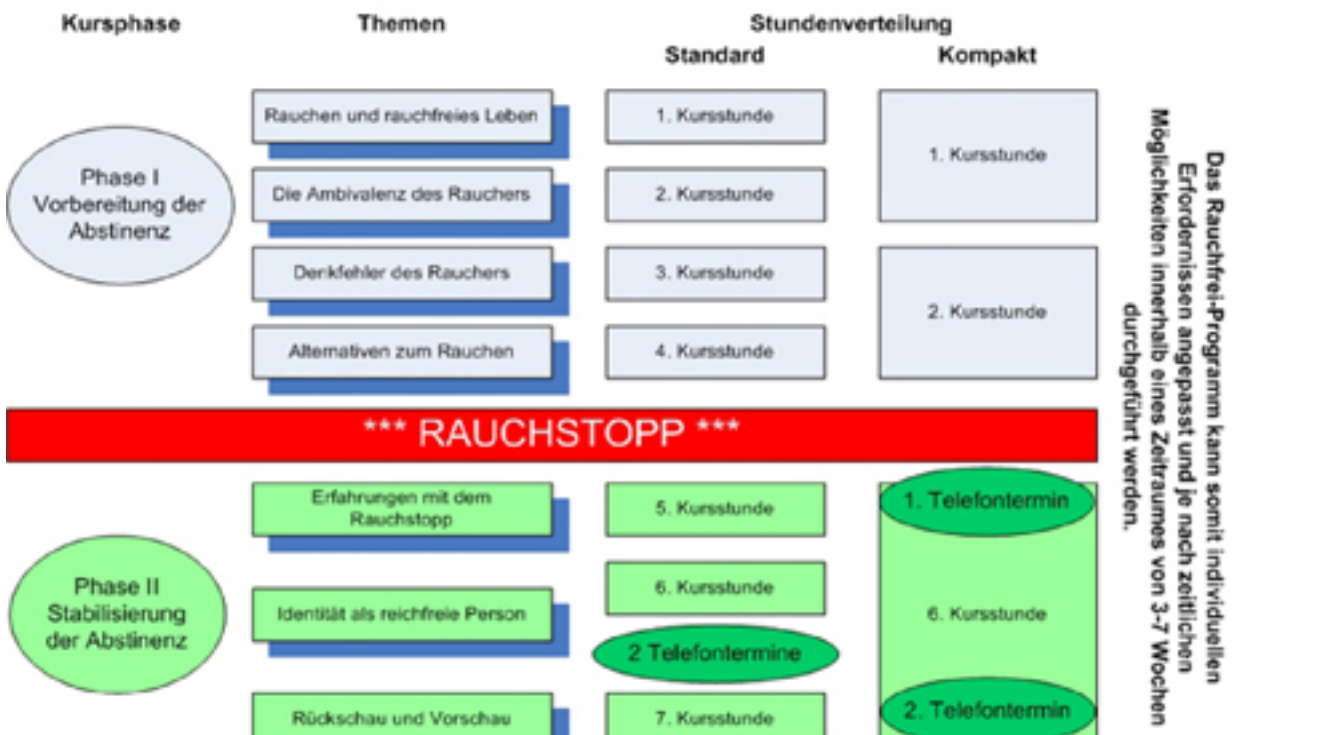 Kursphase
Themen
Stundenverteilung
Standard
Kompakt
Phase I
Vorbereitung der
Abstinenz
Rauchen und rauchfreies Leben
1. Kursstunde
1. Kursstunde
Die Ambivalenz des Rauchers
2. Kursstunde
Denkfehler des Rauchers
3. Kursstunde
2. Kursstunde
Alternativen zum Rauchen
4. Kursstunde
*** RAUCHSTOPP ***
Phase II
Stabilisierung
der Abstinenz
Erfahrungen mit dem
Rauchstopp
5. Kursstunde
1. Telefontermin
Identität als reichfreie Person
6. Kursstunde
6. Kursstunde
2 Telefontermine
Rückschau und Vorschau
7. Kursstunde
2. Telefontermin
Das Rauchfrei-Programm kann somit individuellen
Erfordernissen angepasst und je nach zeitlichen
Möglichkeiten innerhalb eines Zeitraumes von 3-7 Wochen
durchgeführt werden.